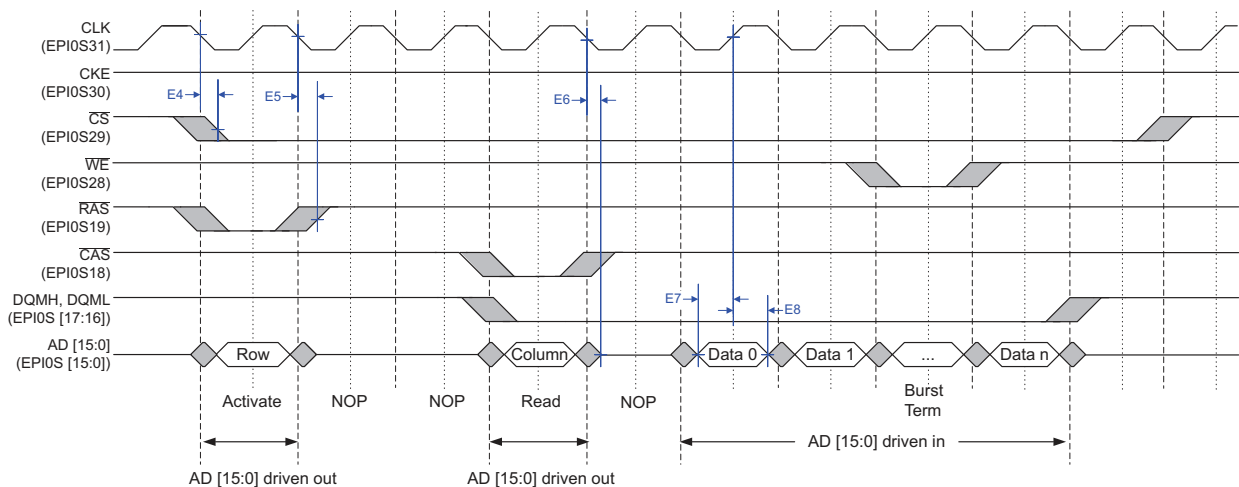 CLK
(EPI0S31)
CKE
(EPI0S30)
E4
E5
E6
CS
(EPI0S29)
WE
(EPI0S28)
RAS
(EPI0S19)
CAS
(EPI0S18)
DQMH, DQML
(EPI0S [17:16])
E7
E8
AD [15:0]
(EPI0S [15:0])
Row
Column
Data 0
Data 1
...
Data n
Activate
NOP
NOP
Read
NOP
Burst
Term
AD [15:0] driven in
AD [15:0] driven out
AD [15:0] driven out